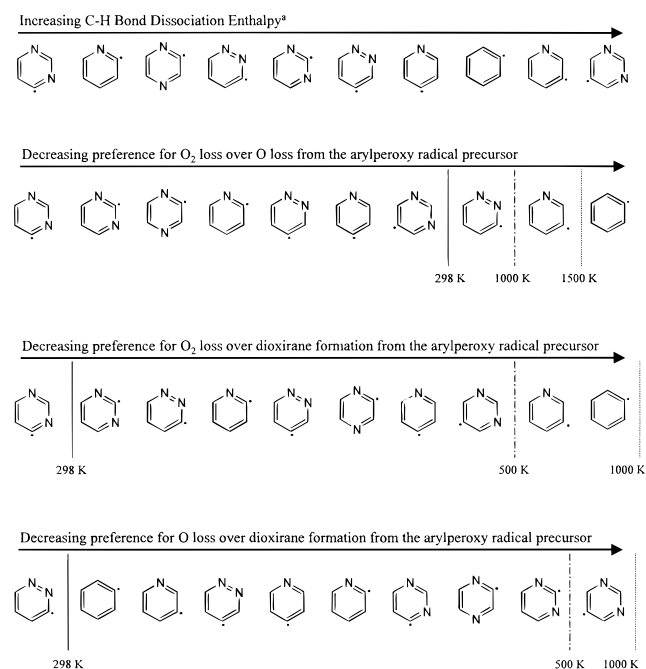 Increasing C-H Bond Dissociation Enthalpyᵃ
N N N N N N N N N N N
N N N N
Decreasing preference for O₂ loss over O loss from the arylperoxy radical precursor
N N N N N N N N N N N
N N N N
298 K 1000 K 1500 K
Decreasing preference for O₂ loss over dioxirane formation from the arylperoxy radical precursor
N N N N N N N N N N N
N N N N
298 K 500 K 1000 K
Decreasing preference for O loss over dioxirane formation from the arylperoxy radical precursor
N N N N N N N N N N N
N N N N
298 K 500 K 1000 K